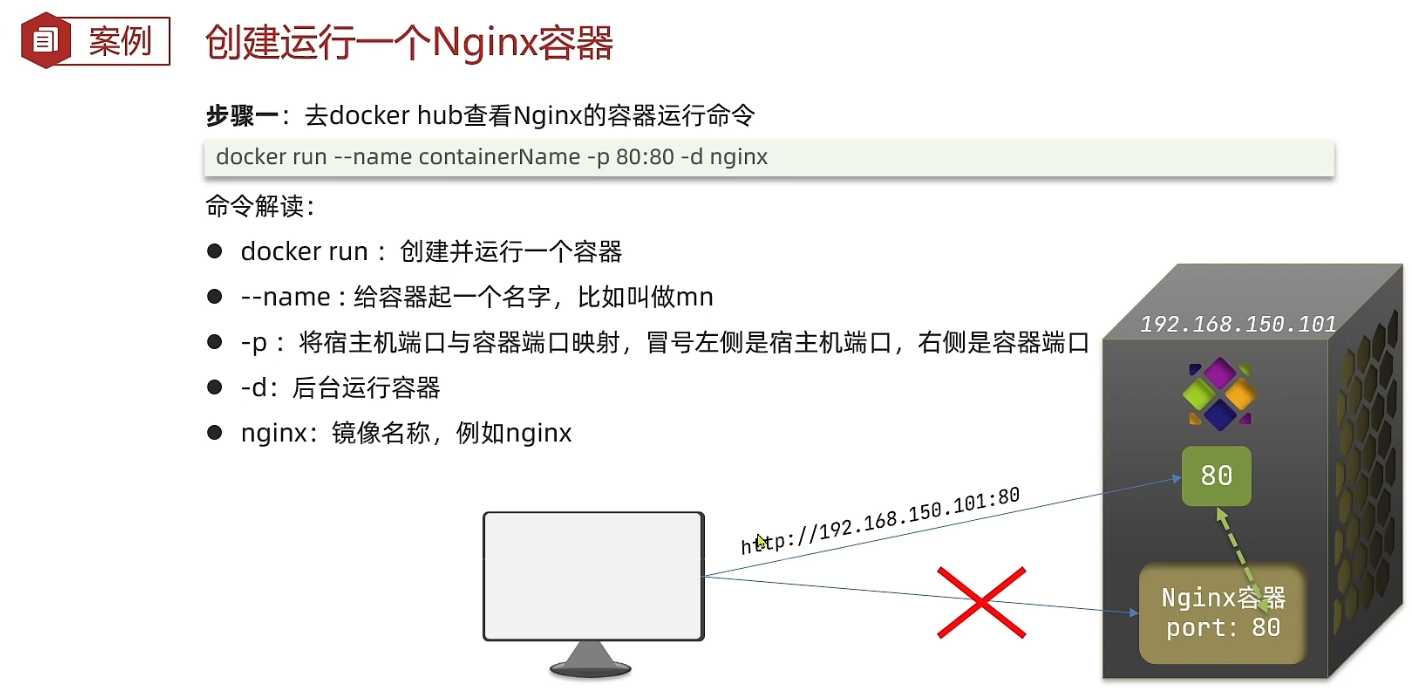 案例
创建运行一个Nginx容器
步骤一：去docker hub查看Nginx的容器运行命令
docker run --name containerName -p 80:80 -d nginx
命令解读：
docker run ：创建并运行一个容器
--name : 给容器起一个名字，比如叫做mn
-p ：将宿主机端口与容器端口映射，冒号左侧是宿主机端口，右侧是容器端口
-d：后台运行容器
nginx：镜像名称，例如nginx
192.168.150.101
80
http://192.168.150.101:80
Nginx容器
port: 80